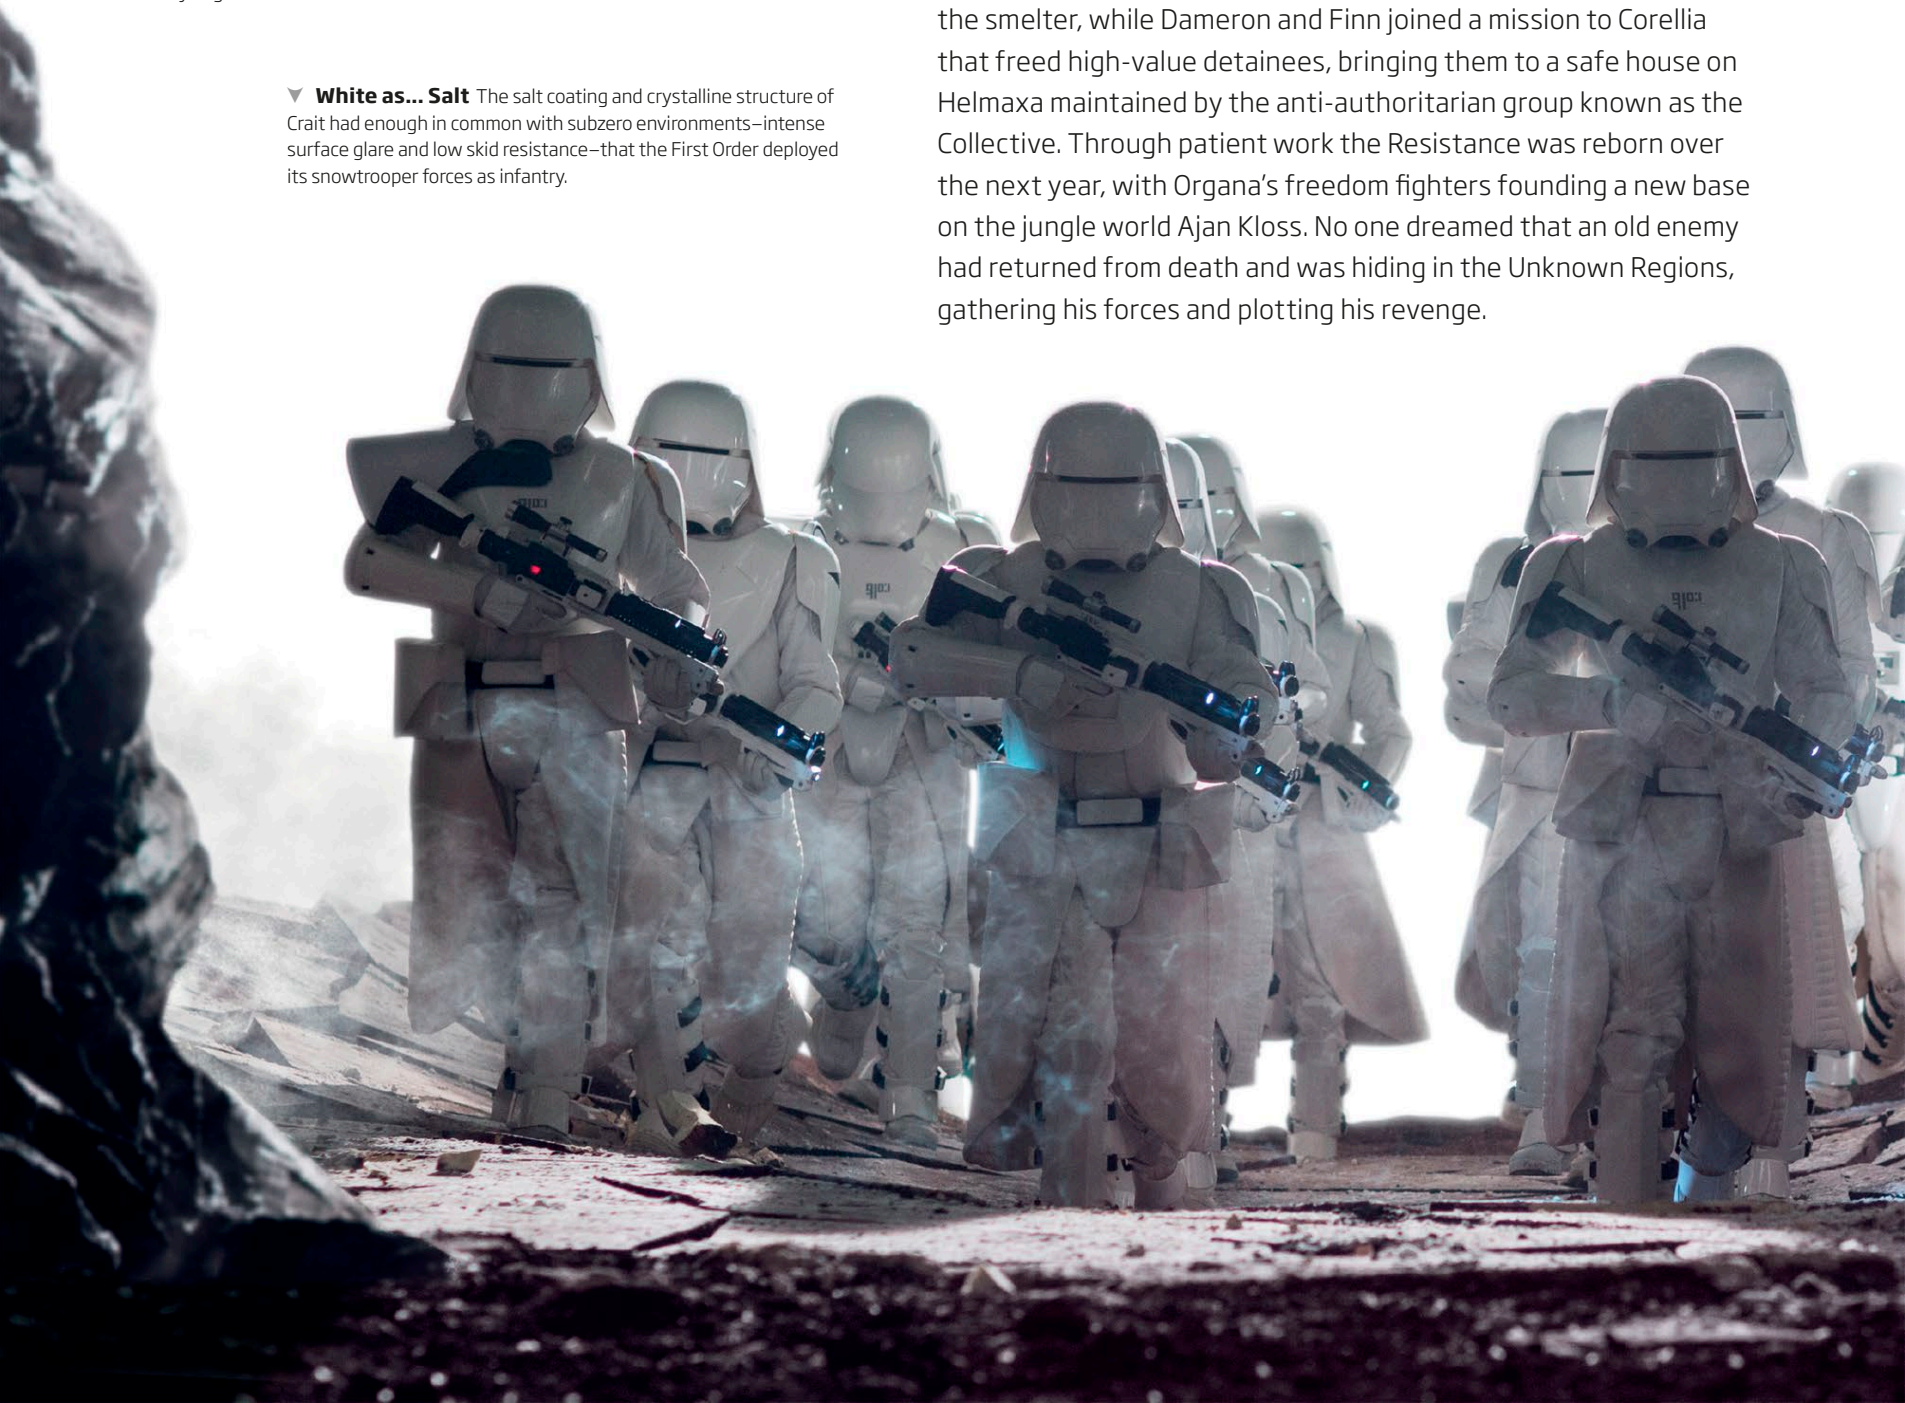 White as... Salt The salt coating and crystalline structure of
Crait had enough in common with subzero environments—intense
surface glare and low skid resistance—that the First Order deployed
its snowtrooper forces as infantry.
the smelter, while Dameron and Finn joined a mission to Corellia
that freed high-value detainees, bringing them to a safe house on
Helmaxa maintained by the anti-authoritarian group known as the
Collective. Through patient work the Resistance was reborn over
the next year, with Organa’s freedom fighters founding a new base
on the jungle world Ajan Kloss. No one dreamed that an old enemy
had returned from death and was hiding in the Unknown Regions,
gathering his forces and plotting his revenge.